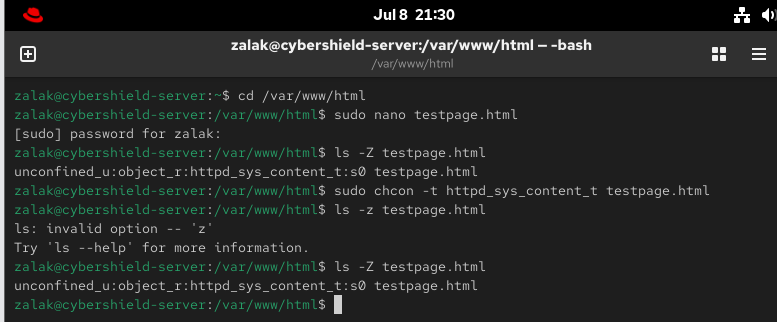 Jul 8 21:30
zalak@cybershield-server:/var/www/html — -bash
/var/www/html
zalak@cybershield-server:~$ cd /var/www/html
zalak@cybershield-server:/var/www/html$ sudo nano testpage.html
[sudo] password for zalak:
zalak@cybershield-server:/var/www/html$ ls -Z testpage.html
unconfined_u:object_r:httpd_sys_content_t:s0 testpage.html
zalak@cybershield-server:/var/www/html$ sudo chcon -t httpd_sys_content_t testpage.html
zalak@cybershield-server:/var/www/html$ ls -z testpage.html
ls: invalid option -- 'z'
Try 'ls --help' for more information.
zalak@cybershield-server:/var/www/html$ ls -Z testpage.html
unconfined_u:object_r:httpd_sys_content_t:s0 testpage.html
zalak@cybershield-server:/var/www/html$